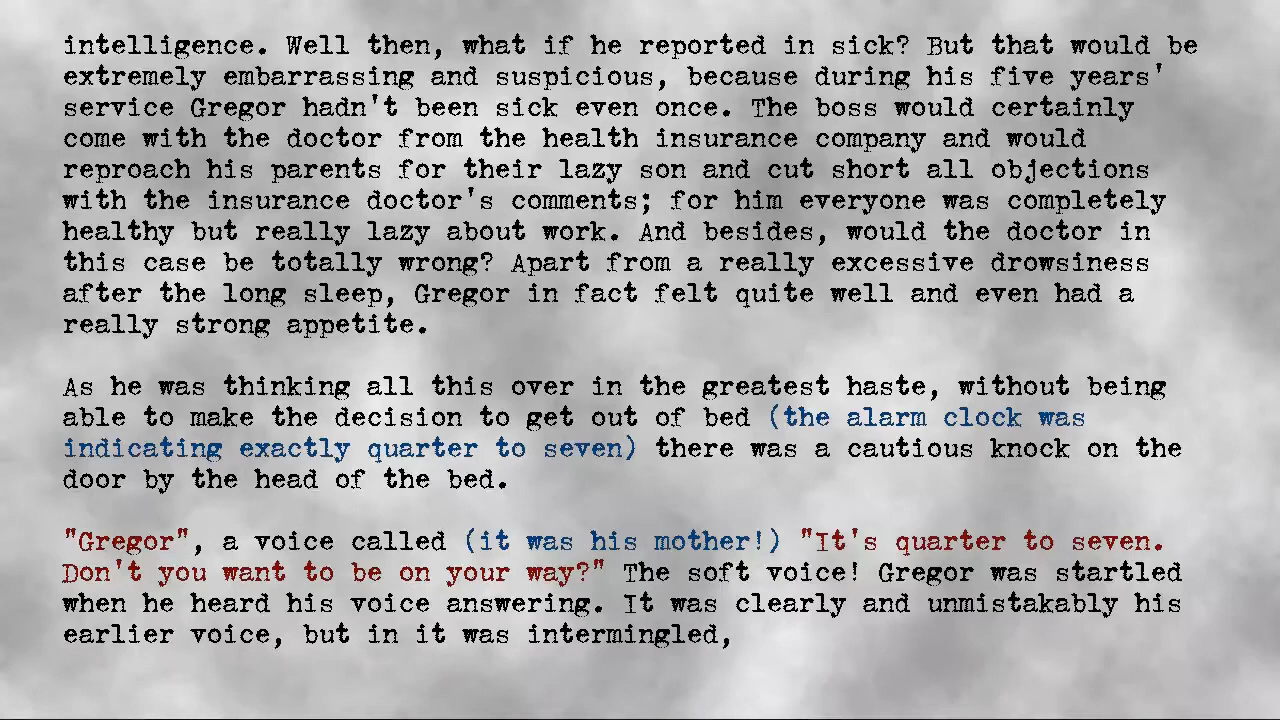 intelligence. Well then, what if he reported in sick? But that would be
extremely embarrassing and suspicious, because during his five years'
service Gregor hadn't been sick even once. The boss would certainly
come with the doctor from the health insurance company and would
reproach his parents for their lazy son and cut short all objections
with the insurance doctor's comments; for him everyone was completely
healthy but really lazy about work. And besides, would the doctor in
this case be totally wrong? Apart from a really excessive drowsiness
after the long sleep, Gregor in fact felt quite well and even had a
really strong appetite.
As he was thinking all this over in the greatest haste, without being
able to make the decision to get out of bed (the alarm clock was
indicating exactly quarter to seven) there was a cautious knock on the
door by the head of the bed.
"Gregor", a voice called (it was his mother!) "It's quarter to seven.
Don't you want to be on your way?" The soft voice! Gregor was startled
when he heard his voice answering. It was clearly and unmistakably his
earlier voice, but in it was intermingled,